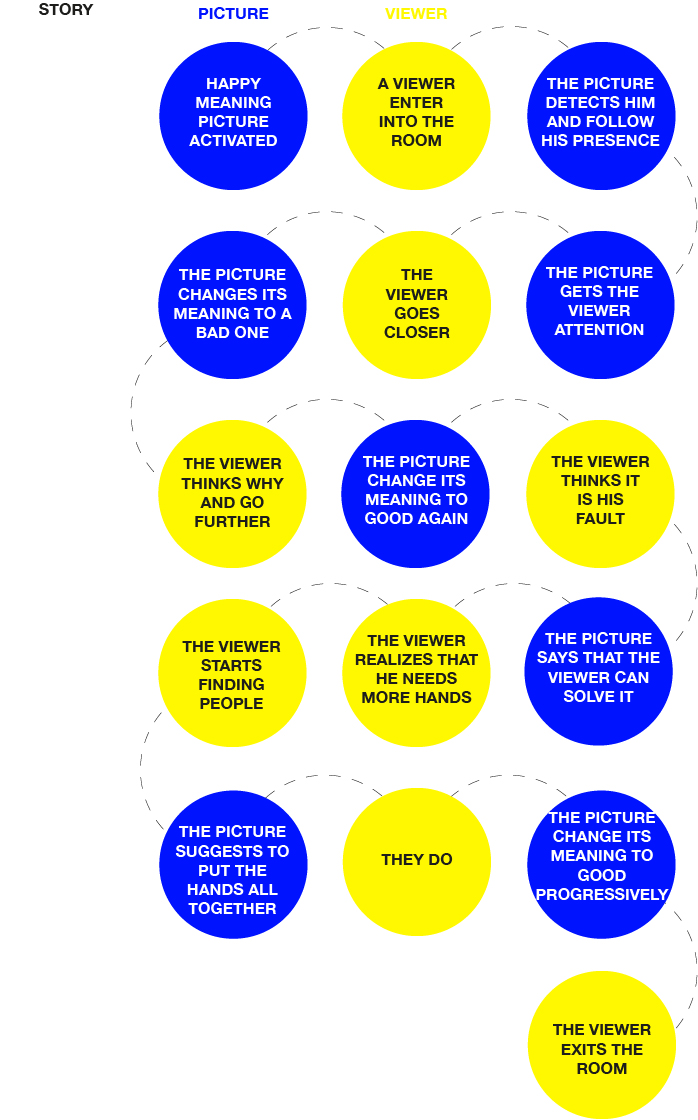 STORY
PICTURE
VIEWER
HAPPY
MEANING
PICTURE
ACTIVATED
A VIEWER
ENTER
INTO THE
ROOM
THE PICTURE
DETECTS HIM
AND FOLLOW
HIS PRESENCE
THE PICTURE
GETS THE
VIEWER
ATTENTION
THE
VIEWER
GOES
CLOSER
THE PICTURE
CHANGES ITS
MEANING TO A
BAD ONE
THE VIEWER
THINKS WHY
AND GO
FURTHER
THE PICTURE
CHANGE ITS
MEANING TO
GOOD AGAIN
THE VIEWER
THINKS IT
IS HIS
FAULT
THE PICTURE
SAYS THAT THE
VIEWER CAN
SOLVE IT
THE VIEWER
REALIZES THAT
HE NEEDS
MORE HANDS
THE VIEWER
STARTS
FINDING
PEOPLE
THE PICTURE
SUGGESTS TO
PUT THE
HANDS ALL
TOGETHER
THEY DO
THE PICTURE
CHANGE ITS
MEANING TO
GOOD
PROGRESSIVELY
THE VIEWER
EXITS THE
ROOM